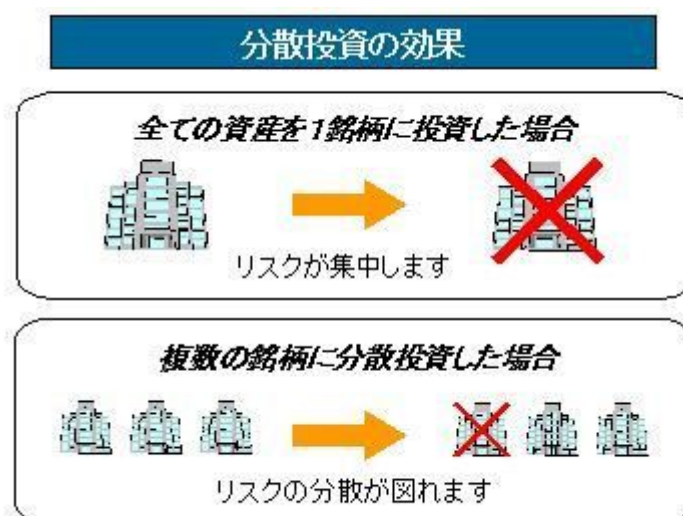 分散投資の効果
全ての資産を1銘柄に投資した場合
リスクが集中します
複数の銘柄に分散投資した場合
リスクの分散が図れます